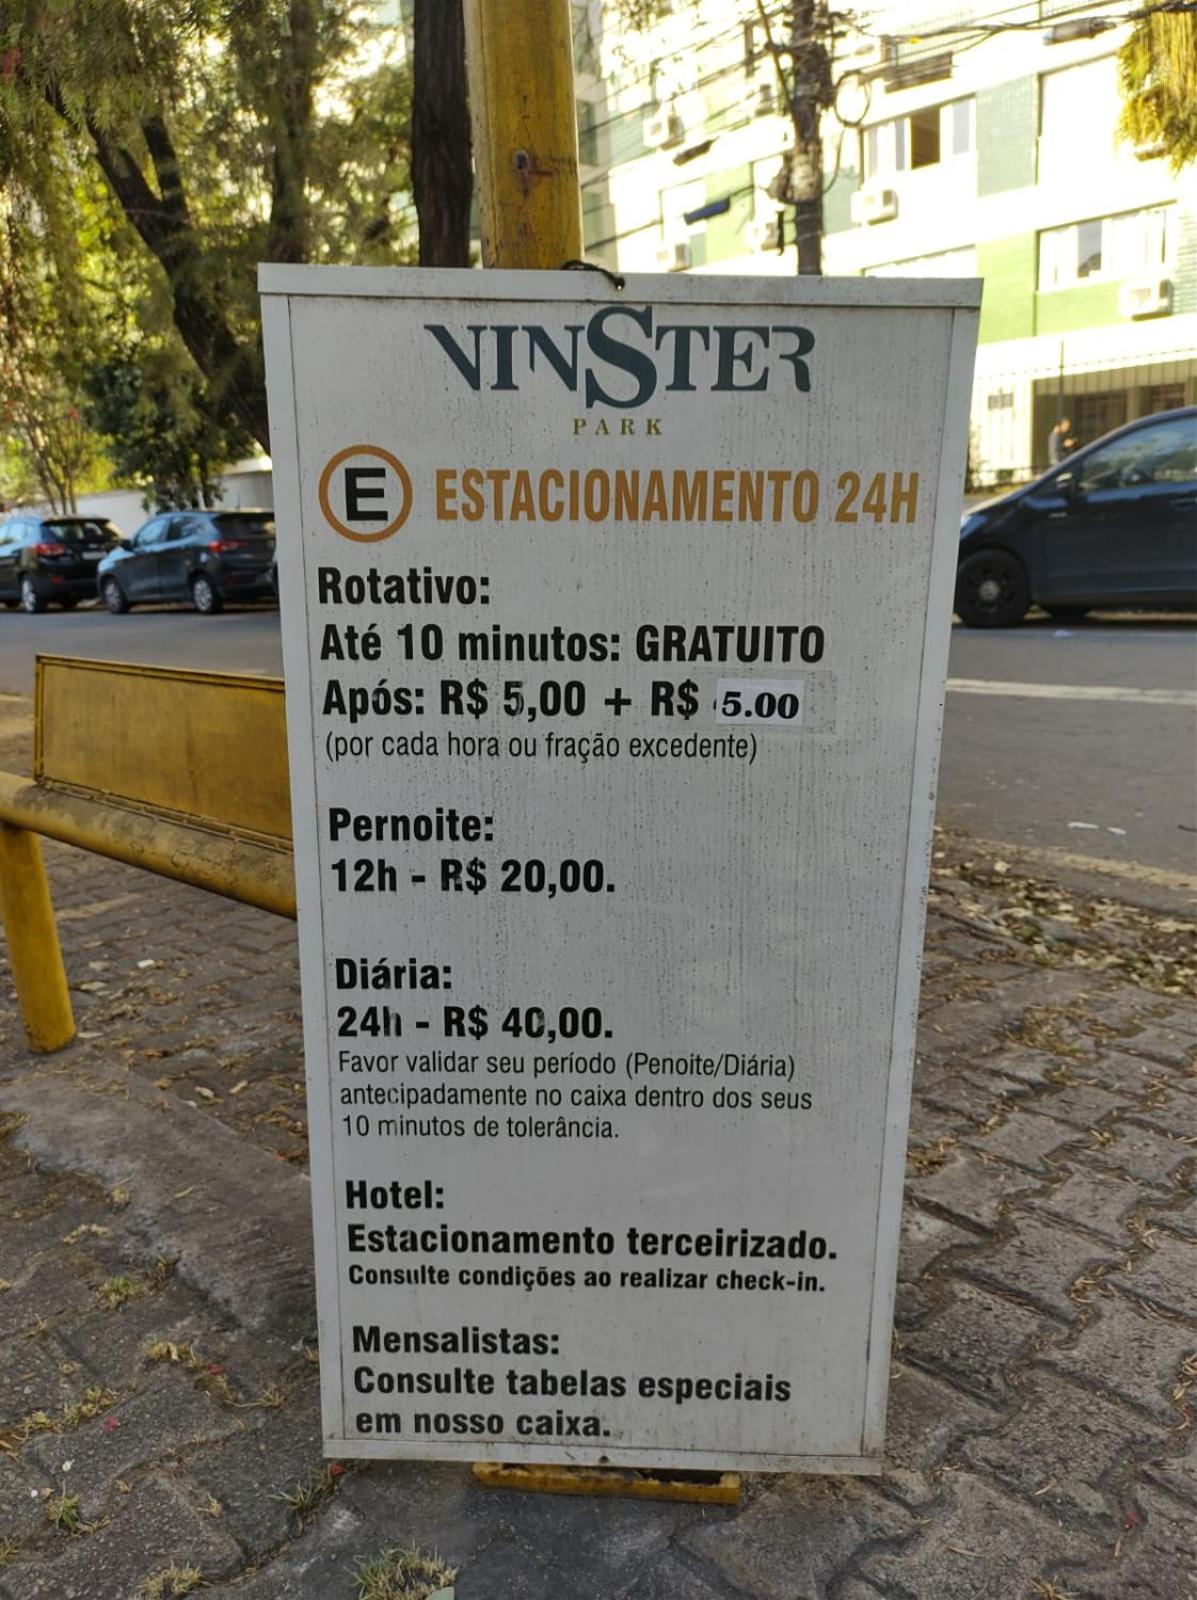 VINSTER
PARK
E ESTACIONAMENTO 24H
Rotativo:
Até 10 minutos: GRATUITO
Após: R$ 5,00 + R$ 5.00
(por cada hora ou fração excedente)
Pernoite:
12h - R$ 20,00.
Diária:
24h - R$ 40,00.
Favor validar seu período (Penoite/Diária)
antecipadamente no caixa dentro dos seus
10 minutos de tolerância.
Hotel:
Estacionamento terceirizado.
Consulte condições ao realizar check-in.
Mensalistas:
Consulte tabelas especiais
em nosso caixa.